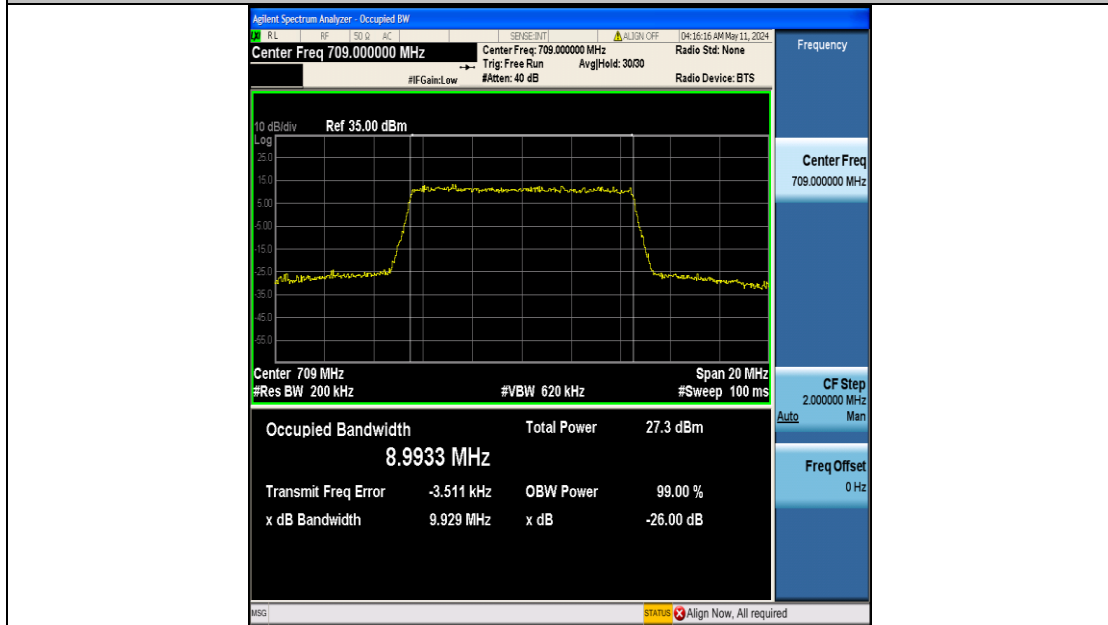 Agilent Spectrum Analyzer - Occupied BW
RL RF 50 Ω AC SENSE:INT ALIGN OFF 04:16:16 AM May 11, 2024
Center Freq 709.000000 MHz
Center Freq: 709.000000 MHz Radio Std: None
Trig: Free Run Avg|Hold: 30/30
#IFGain:Low #Atten: 40 dB Radio Device: BTS
Frequency
10 dB/div Ref 35.00 dBm
Log
25.0
15.0
5.00
-5.00
-15.0
-25.0
-35.0
-45.0
-55.0
Center 709 MHz Span 20 MHz
#Res BW 200 kHz #VBW 620 kHz #Sweep 100 ms
Occupied Bandwidth Total Power 27.3 dBm
8.9933 MHz
Transmit Freq Error -3.511 kHz OBW Power 99.00 %
x dB Bandwidth 9.929 MHz x dB -26.00 dB
Center Freq
709.000000 MHz
CF Step
2.000000 MHz
Auto Man
Freq Offset
0 Hz
MSG STATUS Align Now, All required